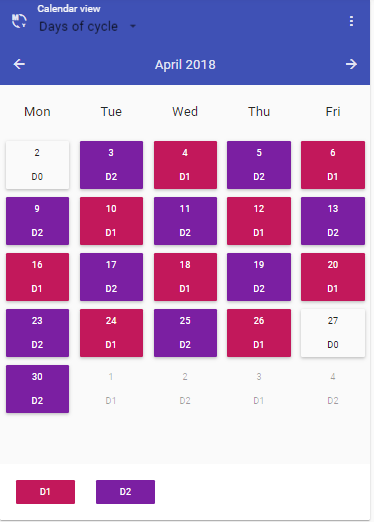 Calendar view
Days of cycle
April 2018
Mon Tue Wed Thu Fri
2 3 4 5 6
D0 D2 D1 D2 D1
9 10 11 12 13
D2 D1 D2 D1 D2
16 17 18 19 20
D1 D2 D1 D2 D1
23 24 25 26 27
D2 D1 D2 D1 D0
30 1 2 3 4
D2 D1 D2 D1 D2
D1 D2